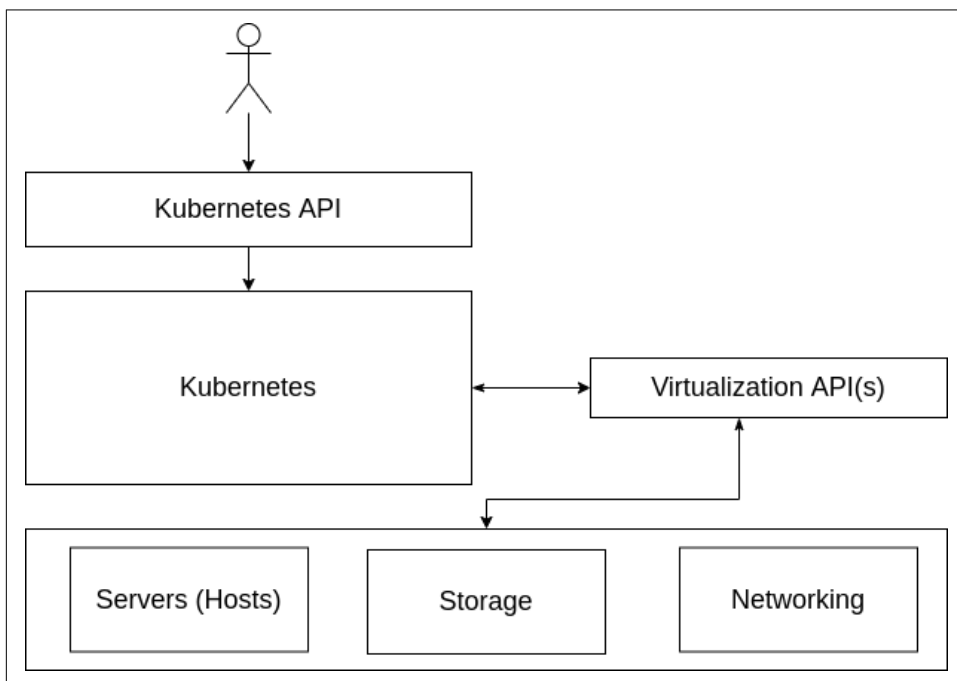 Kubernetes API
Kubernetes
Virtualization API(s)
Servers (Hosts)
Storage
Networking